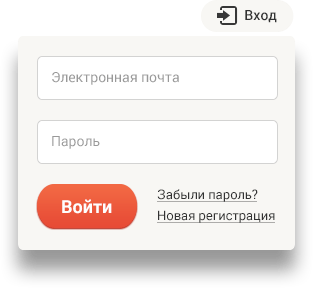 Вход
Электронная почта
Пароль
Войти
Забыли пароль?
Новая регистрация